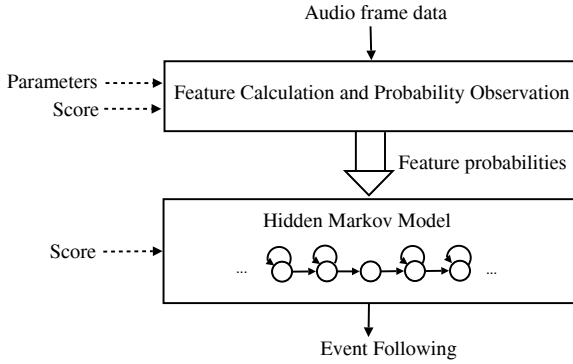 Audio frame data
Parameters
Score
Feature Calculation and Probability Observation
Feature probabilities
Hidden Markov Model
Score
... ...
Event Following